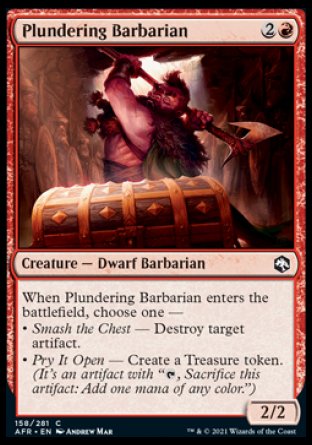 Plundering Barbarian 2
Creature — Dwarf Barbarian
When Plundering Barbarian enters the
battlefield, choose one —
• Smash the Chest — Destroy target
artifact.
• Pry It Open — Create a Treasure token.
(It's an artifact with “, Sacrifice this
artifact: Add one mana of any color.”)
2/2
158/281 C
AFR • EN Andrew Mar
™ & © 2021 Wizards of the Coast